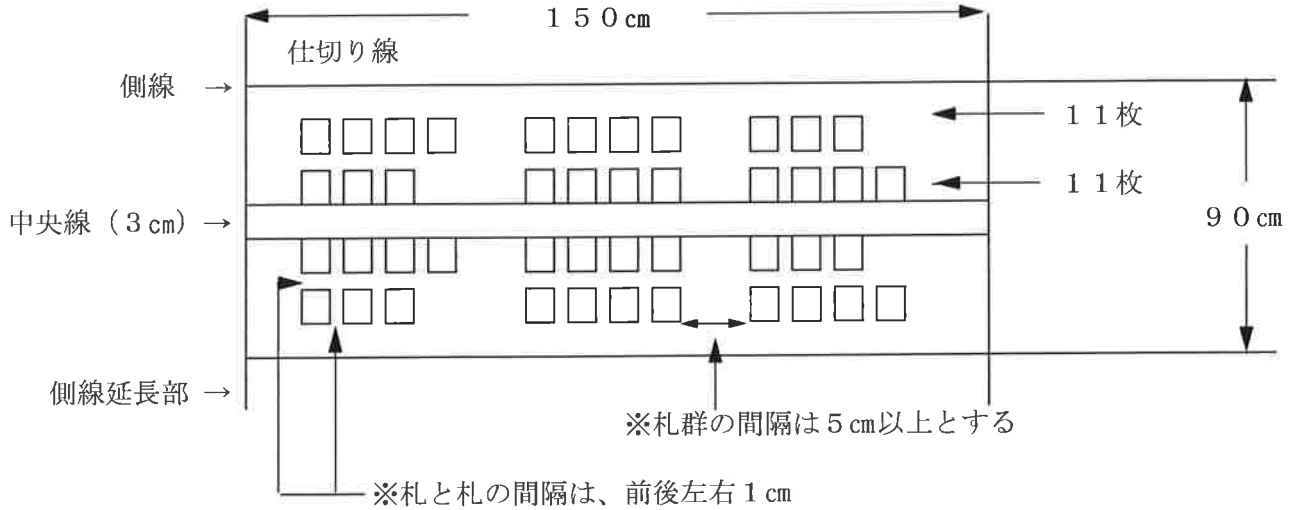 １５０㎝
仕切り線
側線 →
１１枚
１１枚
中央線（３㎝）→
９０㎝
側線延長部 →
※札群の間隔は５㎝以上とする
※札と札の間隔は、前後左右１㎝